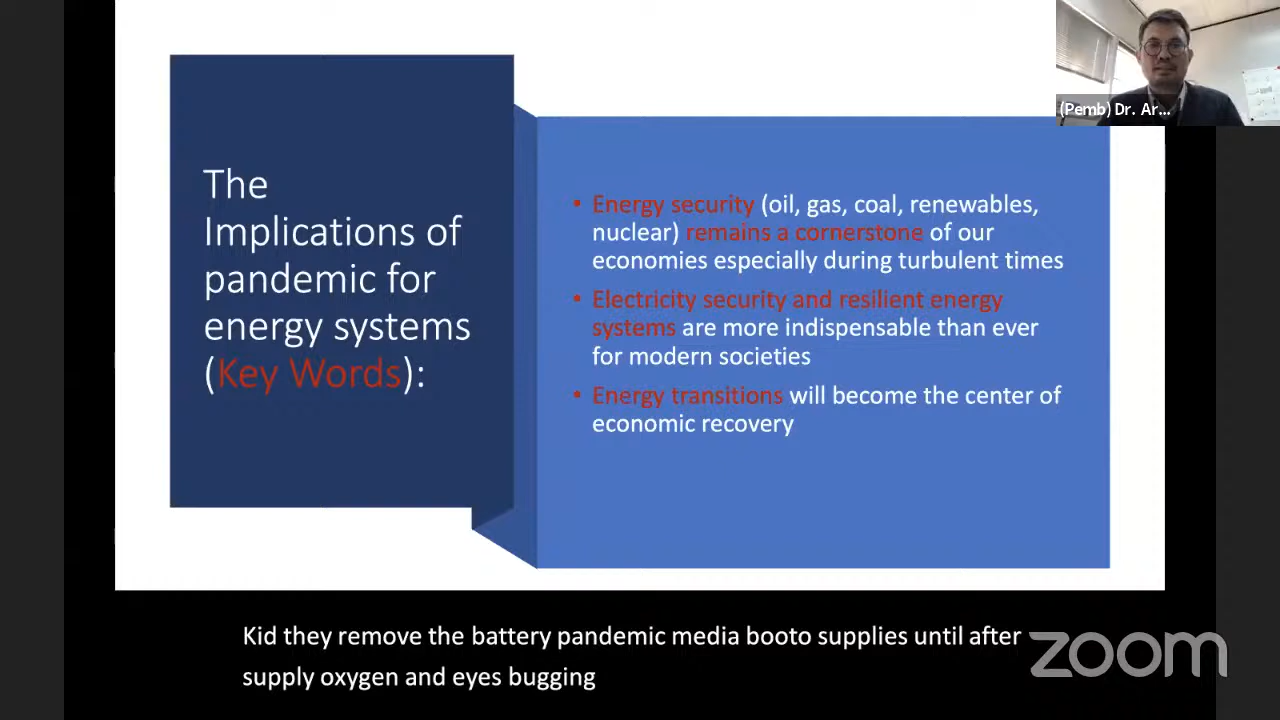 (Pemb) Dr. Ar...
The
Implications of
pandemic for
energy systems
(Key Words):
• Energy security (oil, gas, coal, renewables,
nuclear) remains a cornerstone of our
economies especially during turbulent times
• Electricity security and resilient energy
systems are more indispensable than ever
for modern societies
• Energy transitions will become the center of
economic recovery
Kid they remove the battery pandemic media booto supplies until after
supply oxygen and eyes bugging
zoom